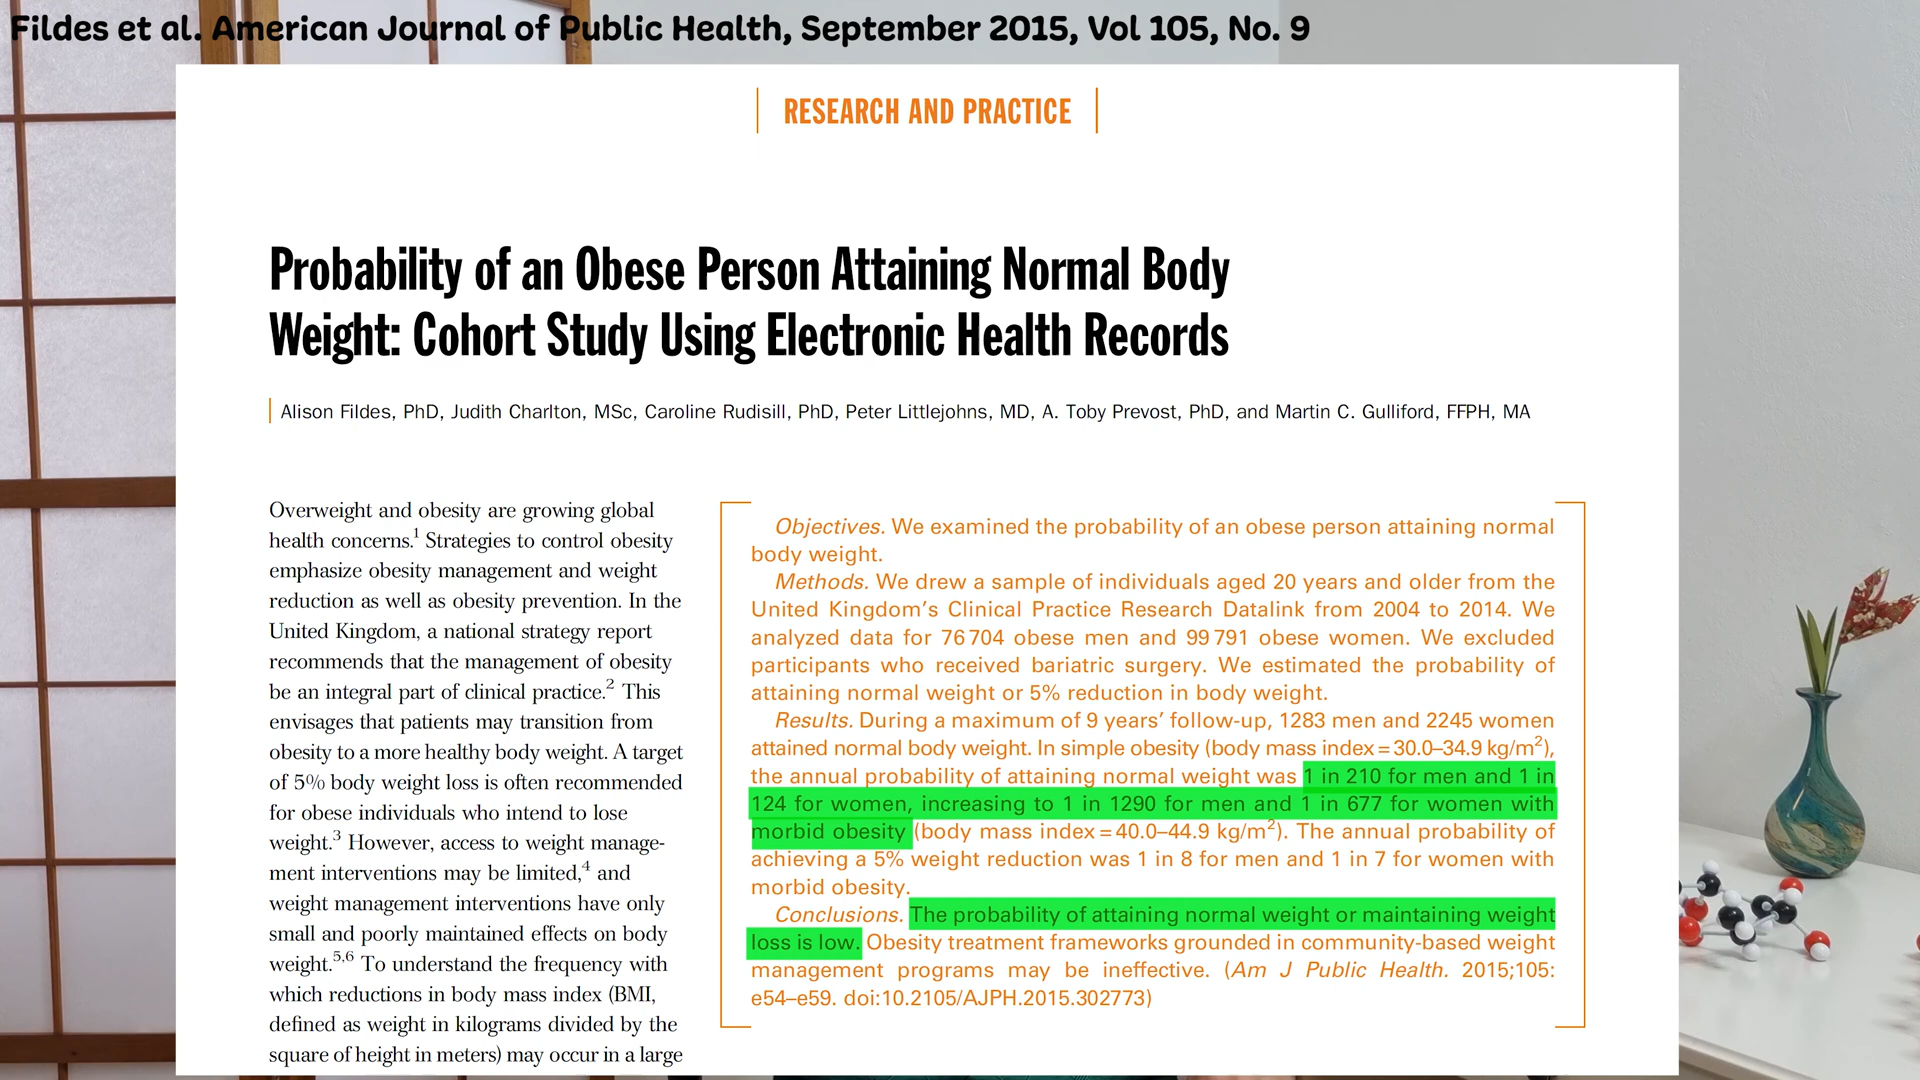 Fildes et al. American Journal of Public Health, September 2015, Vol 105, No. 9
RESEARCH AND PRACTICE
Probability of an Obese Person Attaining Normal Body
Weight: Cohort Study Using Electronic Health Records
Alison Fildes, PhD, Judith Charlton, MSc, Caroline Rudisill, PhD, Peter Littlejohns, MD, A. Toby Prevost, PhD, and Martin C. Gulliford, FFPH, MA
Overweight and obesity are growing global
health concerns.1 Strategies to control obesity
emphasize obesity management and weight
reduction as well as obesity prevention. In the
United Kingdom, a national strategy report
recommends that the management of obesity
be an integral part of clinical practice.2 This
envisages that patients may transition from
obesity to a more healthy body weight. A target
of 5% body weight loss is often recommended
for obese individuals who intend to lose
weight.3 However, access to weight manage-
ment interventions may be limited,4 and
weight management interventions have only
small and poorly maintained effects on body
weight.5,6 To understand the frequency with
which reductions in body mass index (BMI,
defined as weight in kilograms divided by the
square of height in meters) may occur in a large
Objectives. We examined the probability of an obese person attaining normal
body weight.
Methods. We drew a sample of individuals aged 20 years and older from the
United Kingdom's Clinical Practice Research Datalink from 2004 to 2014. We
analyzed data for 76 704 obese men and 99 791 obese women. We excluded
participants who received bariatric surgery. We estimated the probability of
attaining normal weight or 5% reduction in body weight.
Results. During a maximum of 9 years' follow-up, 1283 men and 2245 women
attained normal body weight. In simple obesity (body mass index = 30.0–34.9 kg/m2),
the annual probability of attaining normal weight was 1 in 210 for men and 1 in
124 for women, increasing to 1 in 1290 for men and 1 in 677 for women with
morbid obesity (body mass index = 40.0–44.9 kg/m2). The annual probability of
achieving a 5% weight reduction was 1 in 8 for men and 1 in 7 for women with
morbid obesity.
Conclusions. The probability of attaining normal weight or maintaining weight
loss is low. Obesity treatment frameworks grounded in community-based weight
management programs may be ineffective. (Am J Public Health. 2015;105:
e54–e59. doi:10.2105/AJPH.2015.302773)